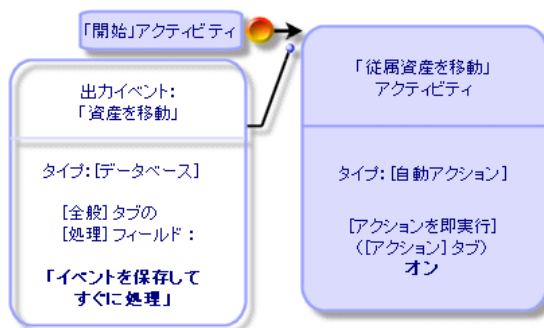 「開始」アクティビティ
出力イベント:
「資産を移動」
タイプ:[データベース]
[全般]タブの
[処理]フィールド:
「イベントを保存して
すぐに処理」
「従属資産を移動」
アクティビティ
タイプ:[自動アクション]
[アクションを即実行]
([アクション]タブ)
オン